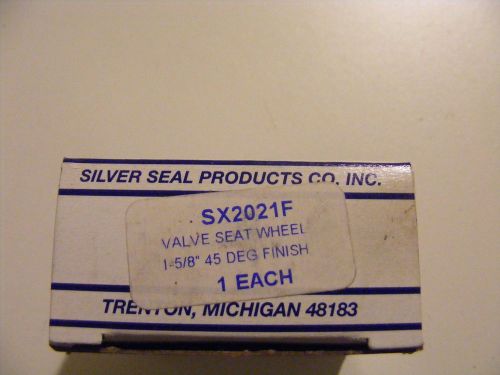 SILVER SEAL PRODUCTS CO. INC.
SX2021F
VALVE SEAT WHEEL
1-5/8" 45 DEG FINISH
1 EACH
TRENTON, MICHIGAN 48183